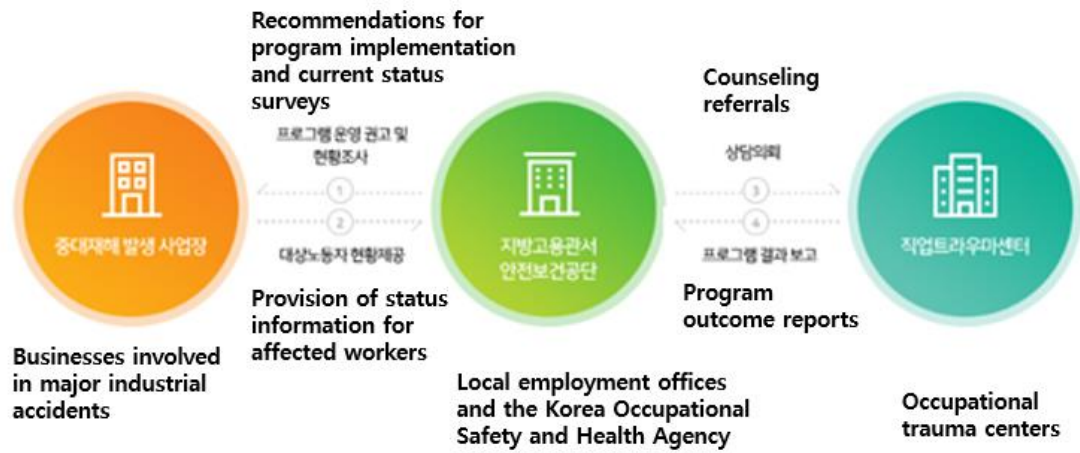 Recommendations for
program implementation
and current status
surveys
프로그램 운영 권고 및
현황조사
1
2
대상노동자 현황제공
Provision of status
information for
affected workers
Counseling
referrals
상담의뢰
3
4
프로그램 결과 보고
Program
outcome reports
중대재해 발생 사업장
Businesses involved
in major industrial
accidents
지방고용관서
안전보건공단
Local employment offices
and the Korea Occupational
Safety and Health Agency
직업트라우마센터
Occupational
trauma centers